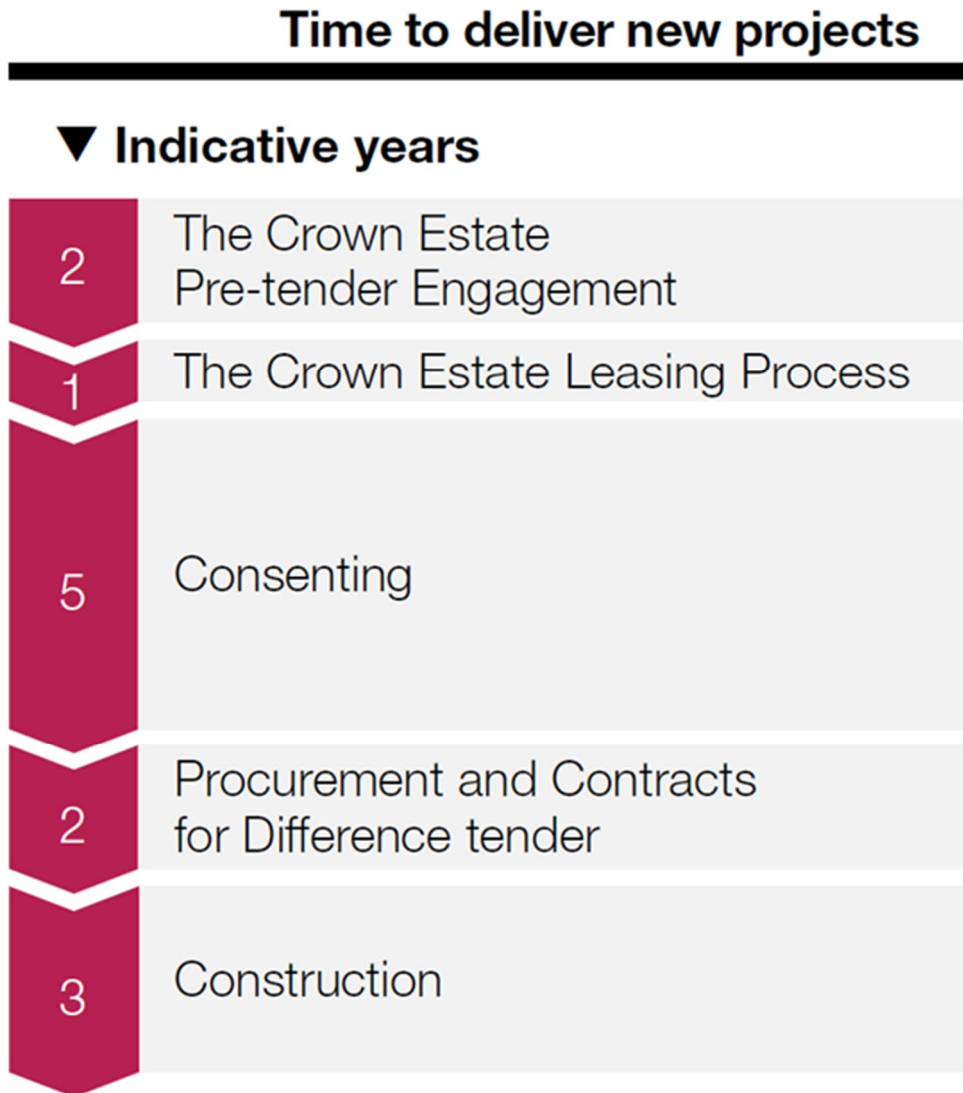 Time to deliver new projects
▼ Indicative years
2
The Crown Estate
Pre-tender Engagement
1
The Crown Estate Leasing Process
5
Consenting
2
Procurement and Contracts
for Difference tender
3
Construction